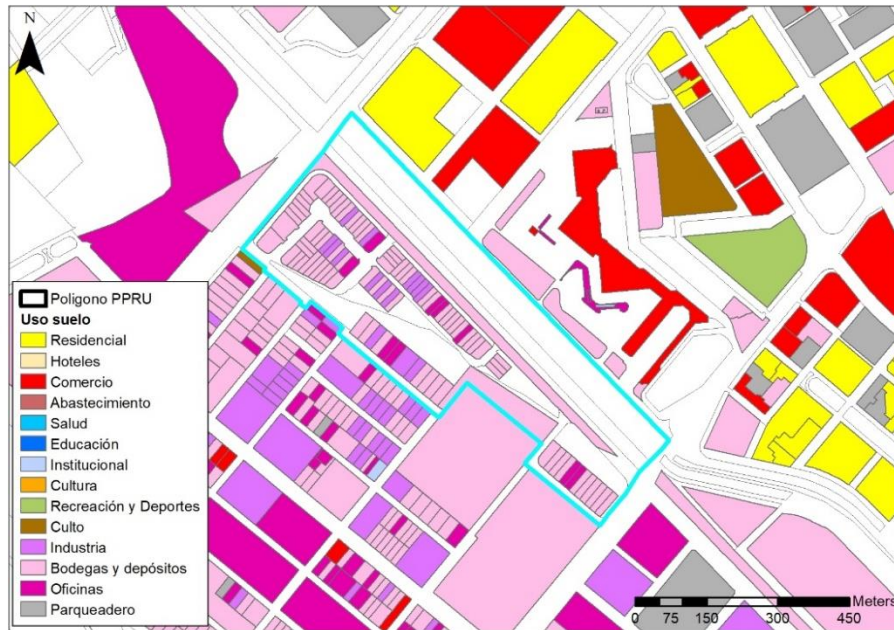 N
Poligono PPRU
Uso suelo
Residencial
Hoteles
Comercio
Abastecimiento
Salud
Educación
Institucional
Cultura
Recreación y Deportes
Culto
Industria
Bodegas y depósitos
Oficinas
Parqueadero
Meters
0 75 150 300 450